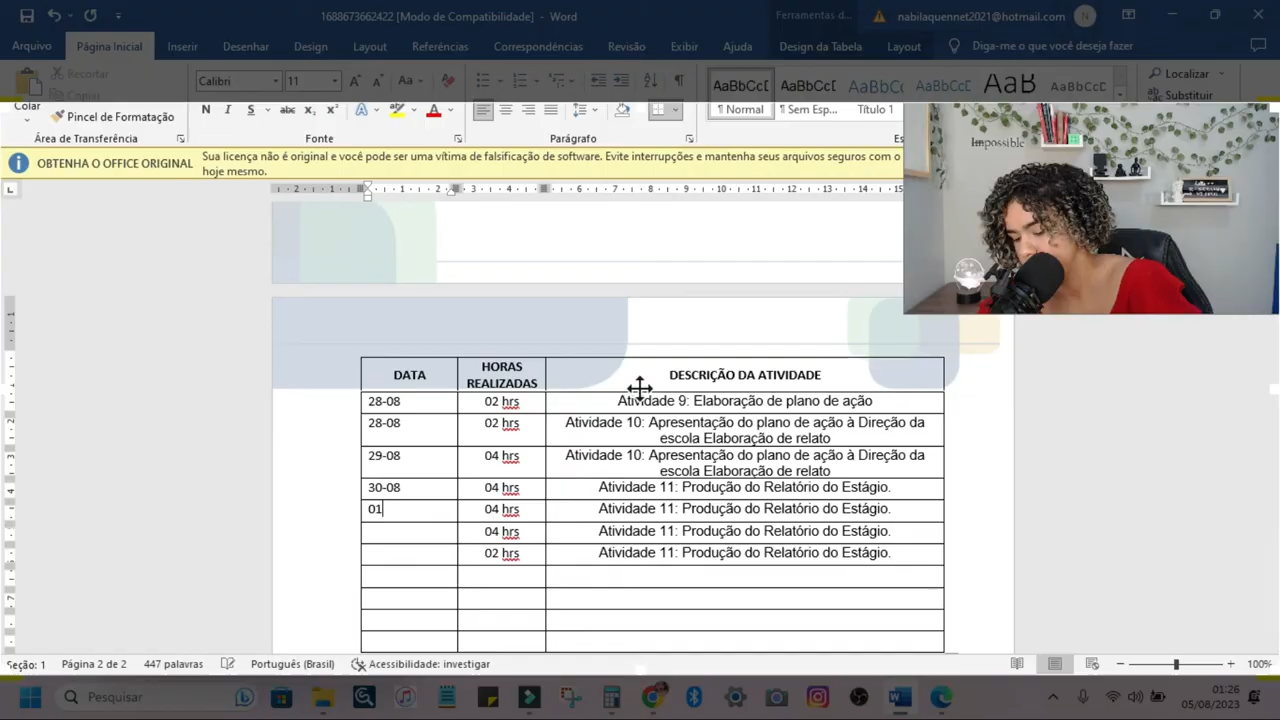 1688673662422 [Modo de Compatibilidade] - Word
Ferramentas d...
nabilaquennet2021@hotmail.com
N
Arquivo
Página Inicial
Inserir
Desenhar
Design
Layout
Referências
Correspondências
Revisão
Exibir
Ajuda
Design da Tabela
Layout
Diga-me o que você deseja fazer
Recortar
Copiar
Colar
Pincel de Formatação
Calibri
11
Localizar
Substituir
AaBbCcD
AaBbCcD
AaBbCc
AaBbCcD
AaB
AaBbCcD
¶ Normal
¶ Sem Esp...
Título 1
Área de Transferência
Fonte
Parágrafo
Es
OBTENHA O OFFICE ORIGINAL
Sua licença não é original e você pode ser uma vítima de falsificação de software. Evite interrupções e mantenha seus arquivos seguros com o
hoje mesmo.
Impossible
DATA
HORAS
REALIZADAS
DESCRIÇÃO DA ATIVIDADE
28-08
02 hrs
Atividade 9: Elaboração de plano de ação
28-08
02 hrs
Atividade 10: Apresentação do plano de ação à Direção da
escola Elaboração de relato
29-08
04 hrs
Atividade 10: Apresentação do plano de ação à Direção da
escola Elaboração de relato
30-08
04 hrs
Atividade 11: Produção do Relatório do Estágio.
01
04 hrs
Atividade 11: Produção do Relatório do Estágio.
04 hrs
Atividade 11: Produção do Relatório do Estágio.
02 hrs
Atividade 11: Produção do Relatório do Estágio.
Seção: 1
Página 2 de 2
447 palavras
Português (Brasil)
Acessibilidade: investigar
100%
Pesquisar
01:26
05/08/2023